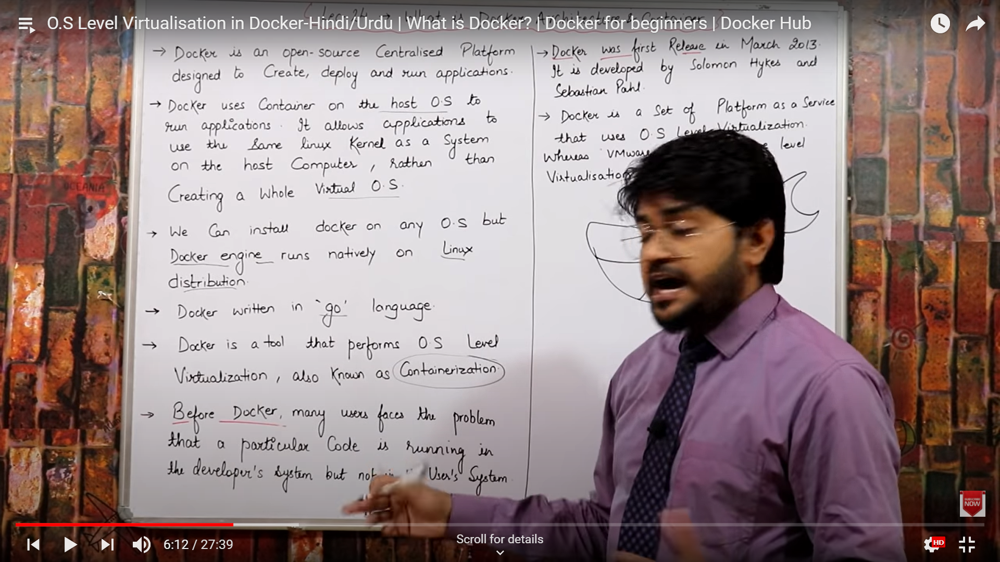 O.S Level Virtualisation in Docker-Hindi/Urdu | What is Docker? | Docker for beginners | Docker Hub
→ Docker is an open-source Centralised Platform
designed to Create, deploy and run applications.
→ Docker uses Container on the host O.S to
run applications. It allows applications to
use the same linux Kernel as a System
on the host Computer, rather than
Creating a whole Virtual O.S.
→ We Can install docker on any O.S but
Docker engine runs natively on Linux
distribution.
→ Docker written in 'go' language.
→ Docker is a tool that performs O.S Level
Virtualization, also known as Containerization.
→ Before Docker, many users faces the problem
that a particular Code is running in
the developer's system but not in User's System.
→ Docker was first Release in March 2013.
It is developed by Solomon Hykes and
Sebastian Pahl.
→ Docker is a Set of Platform as a Service
that uses O.S Level Virtualization.
Whereas VMware level
Virtualisation
OCEANIA
SUBSCRIBE
NOW
6:12 / 27:39
Scroll for details
HD